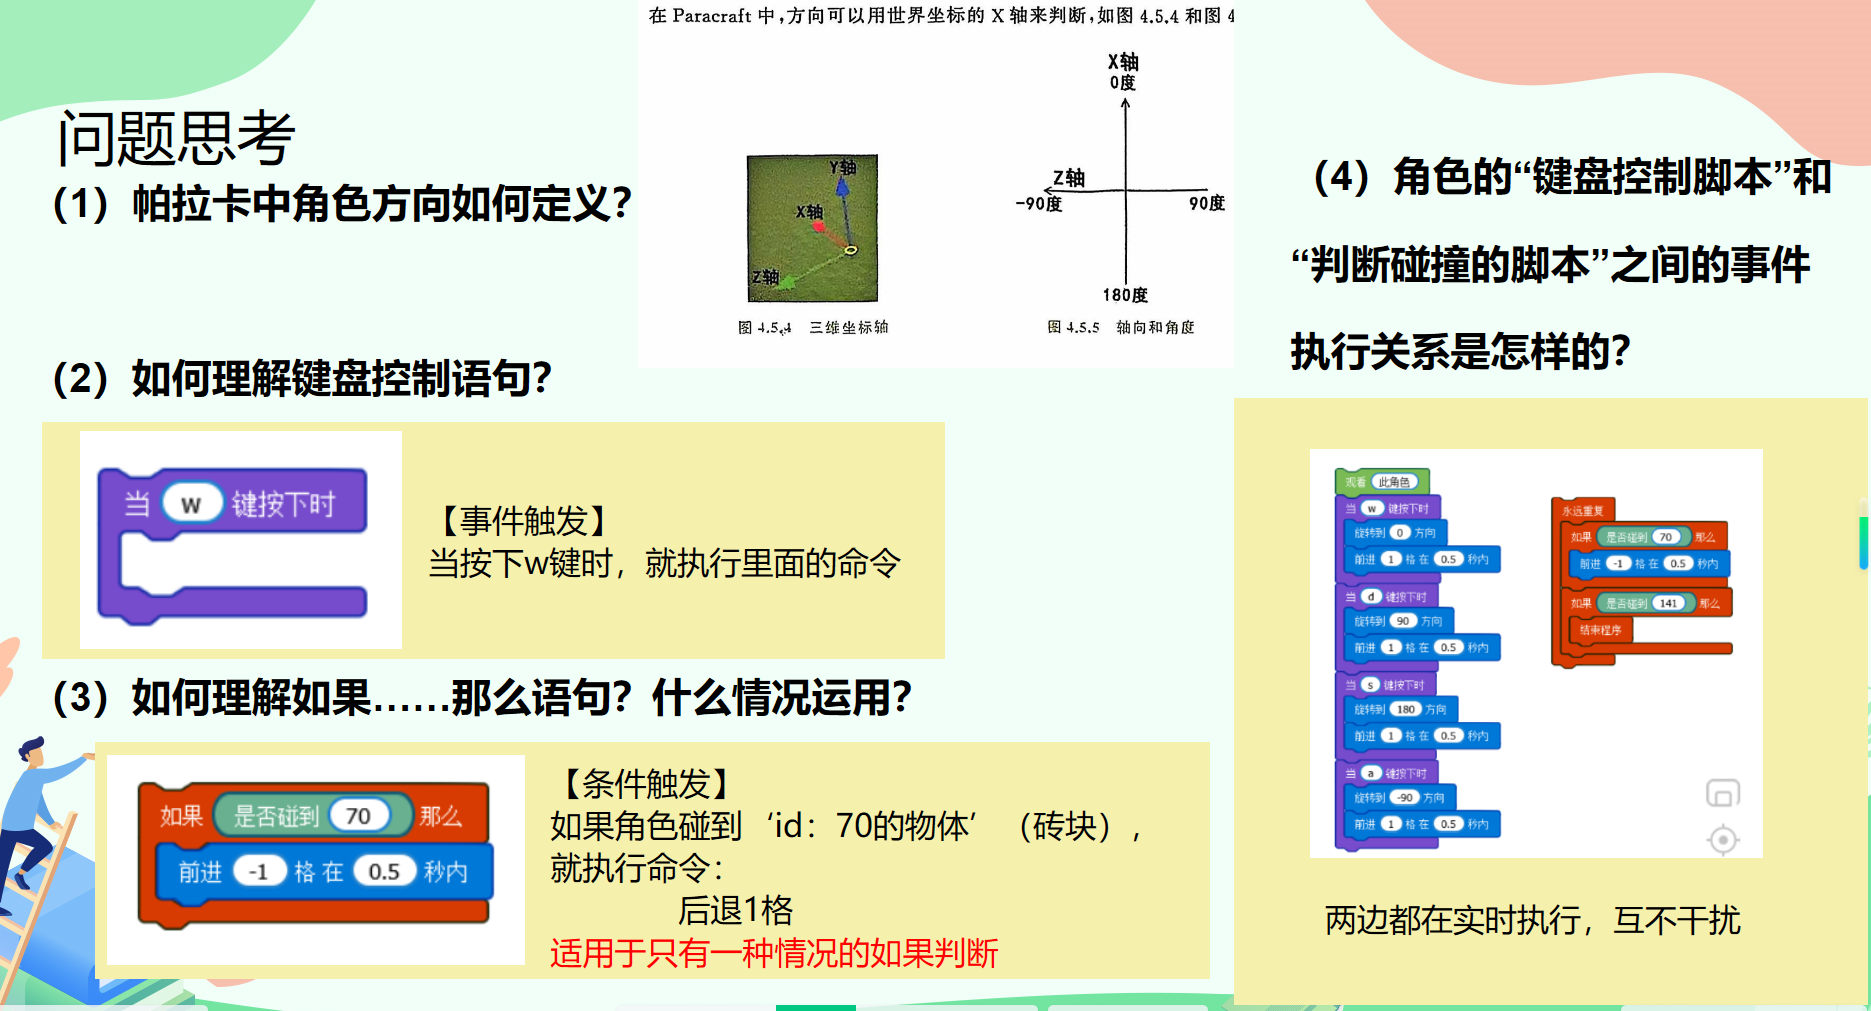 问题思考
（1）帕拉卡中角色方向如何定义？
在 Paracraft 中，方向可以用世界坐标的 X 轴来判断，如图 4.5.4 和图 4
Y轴
X轴
Z轴
图 4.5.4 三维坐标轴
X轴
0度
Z轴
-90度
90度
180度
图 4.5.5 轴向和角度
（2）如何理解键盘控制语句？
当 w 键按下时
【事件触发】
当按下w键时，就执行里面的命令
（3）如何理解如果……那么语句？什么情况运用？
如果 是否碰到 70 那么
前进 -1 格 在 0.5 秒内
【条件触发】
如果角色碰到‘id：70的物体’（砖块），
就执行命令：
后退1格
适用于只有一种情况的如果判断
（4）角色的“键盘控制脚本”和
“判断碰撞的脚本”之间的事件
执行关系是怎样的？
观看 此角色
当 w 键按下时
旋转到 0 方向
前进 1 格 在 0.5 秒内
当 d 键按下时
旋转到 90 方向
前进 1 格 在 0.5 秒内
当 s 键按下时
旋转到 180 方向
前进 1 格 在 0.5 秒内
当 a 键按下时
旋转到 -90 方向
前进 1 格 在 0.5 秒内
永远重复
如果 是否碰到 70 那么
前进 -1 格 在 0.5 秒内
如果 是否碰到 141 那么
结束程序
两边都在实时执行，互不干扰